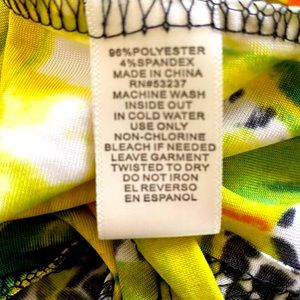 96%POLYESTER
4%SPANDEX
MADE IN CHINA
RN#53237
MACHINE WASH
INSIDE OUT
IN COLD WATER
USE ONLY
NON-CHLORINE
BLEACH IF NEEDED
LEAVE GARMENT
TWISTED TO DRY
DO NOT IRON
EL REVERSO
EN ESPANOL